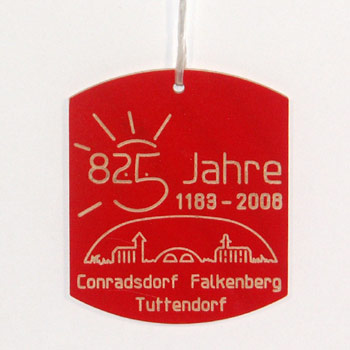 825 Jahre
1183 - 2008
Conradsdorf Falkenberg
Tuttendorf